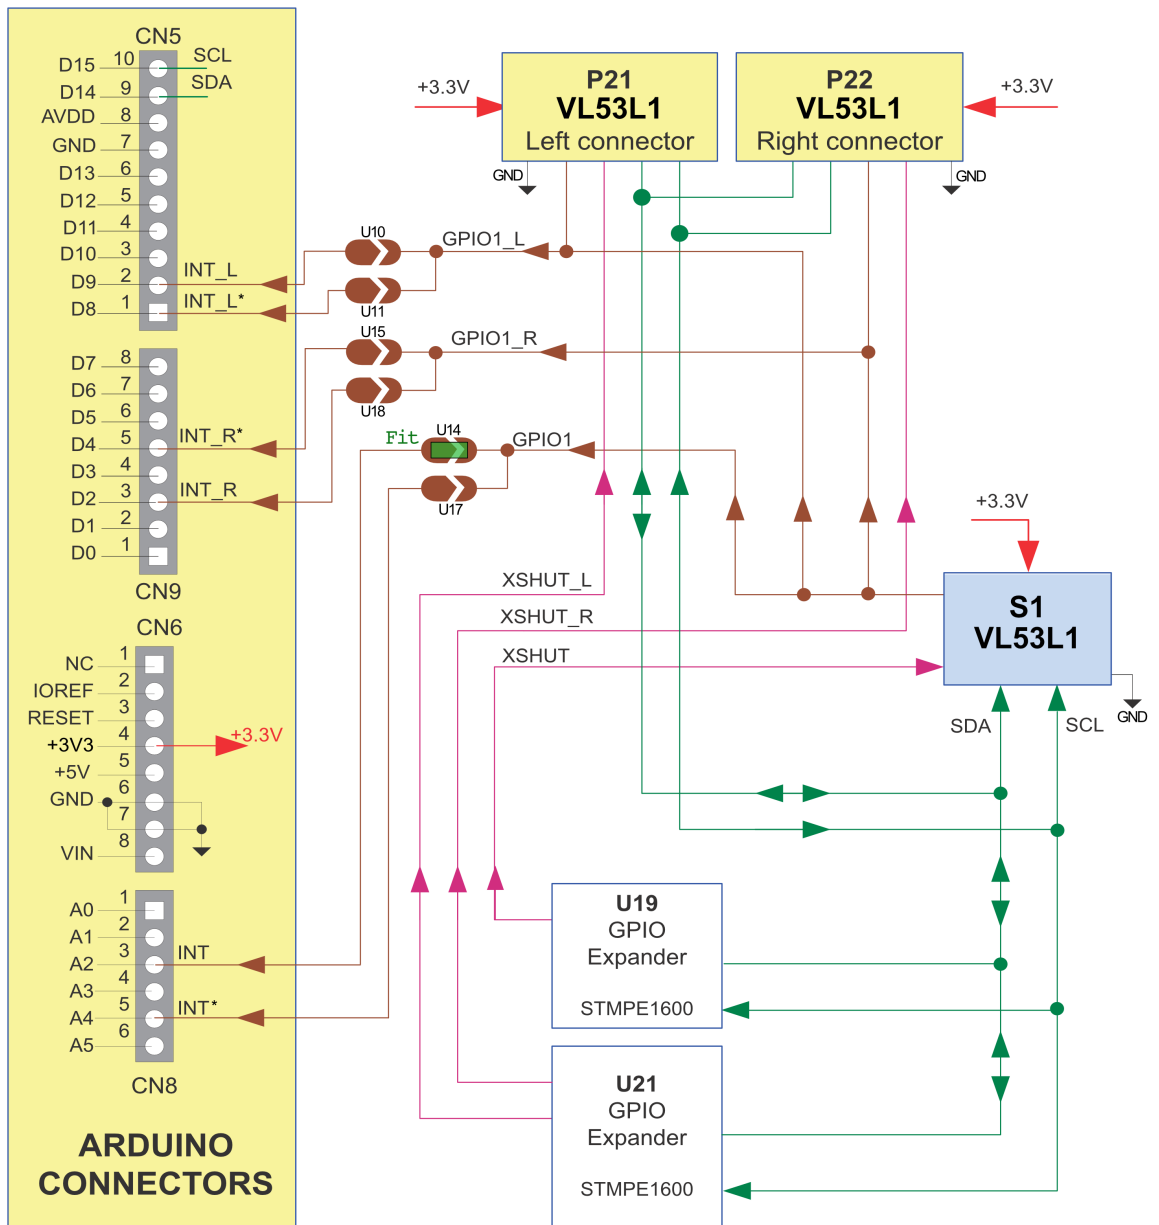 CN5
D15 10 SCL
D14 9 SDA
AVDD 8
GND 7
D13 6
D12 5
D11 4
D10 3
D9 2 INT_L
D8 1 INT_L*
D7 8
D6 7
D5 6
D4 5 INT_R*
D3 4
D2 3 INT_R
D1 2
D0 1
CN9
CN6
NC 1
IOREF 2
RESET 3
+3V3 4 +3.3V
+5V 5
GND 6
7
VIN 8
A0 1
A1 2
A2 3 INT
A3 4
A4 5 INT*
A5 6
CN8
ARDUINO
CONNECTORS
+3.3V
P21
VL53L1
Left connector
GND
P22
VL53L1
Right connector
+3.3V
GND
U10
GPIO1_L
U11
U15
GPIO1_R
U18
Fit
U14
GPIO1
U17
XSHUT_L
XSHUT_R
XSHUT
+3.3V
S1
VL53L1
GND
SDA
SCL
U19
GPIO
Expander
STMPE1600
U21
GPIO
Expander
STMPE1600